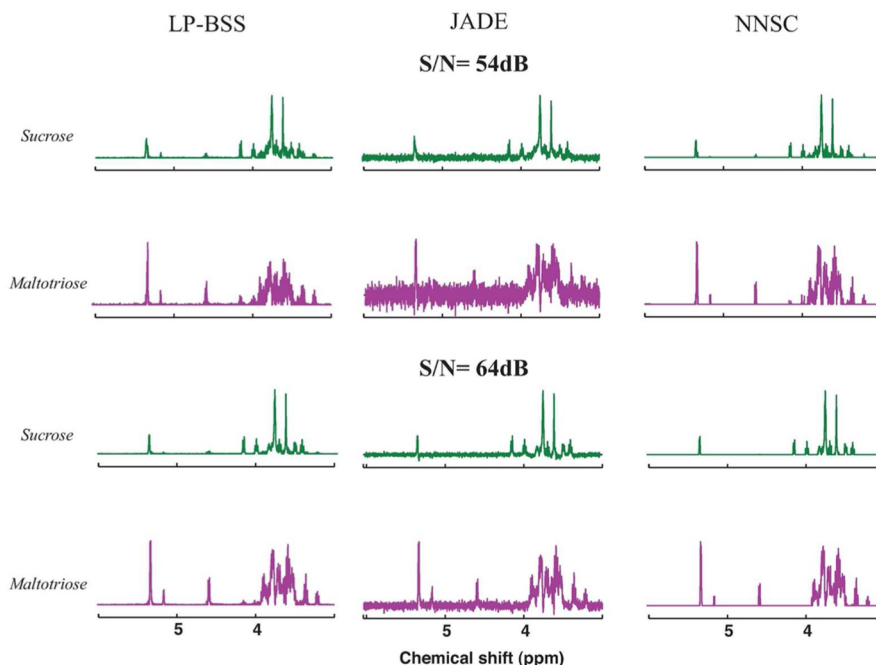 LP-BSS JADE NNSC
S/N= 54dB
Sucrose
Maltotriose
S/N= 64dB
Sucrose
Maltotriose
5 4 5 4 5 4
Chemical shift (ppm)